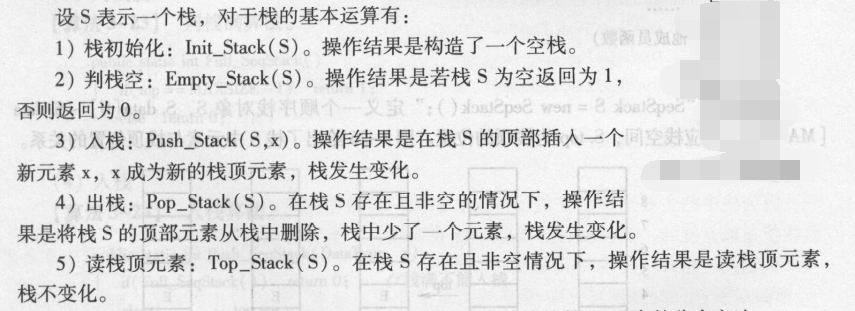 设 S 表示一个栈，对于栈的基本运算有：
1）栈初始化：Init_Stack(S)。操作结果是构造了一个空栈。
2）判栈空：Empty_Stack(S)。操作结果是若栈 S 为空返回为 1，
否则返回为 0。
3）入栈：Push_Stack(S,x)。操作结果是在栈 S 的顶部插入一个
新元素 x，x 成为新的栈顶元素，栈发生变化。
4）出栈：Pop_Stack(S)。在栈 S 存在且非空的情况下，操作结
果是将栈 S 的顶部元素从栈中删除，栈中少了一个元素，栈发生变化。
5）读栈顶元素：Top_Stack(S)。在栈 S 存在且非空情况下，操作结果是读栈顶元素，
栈不变化。